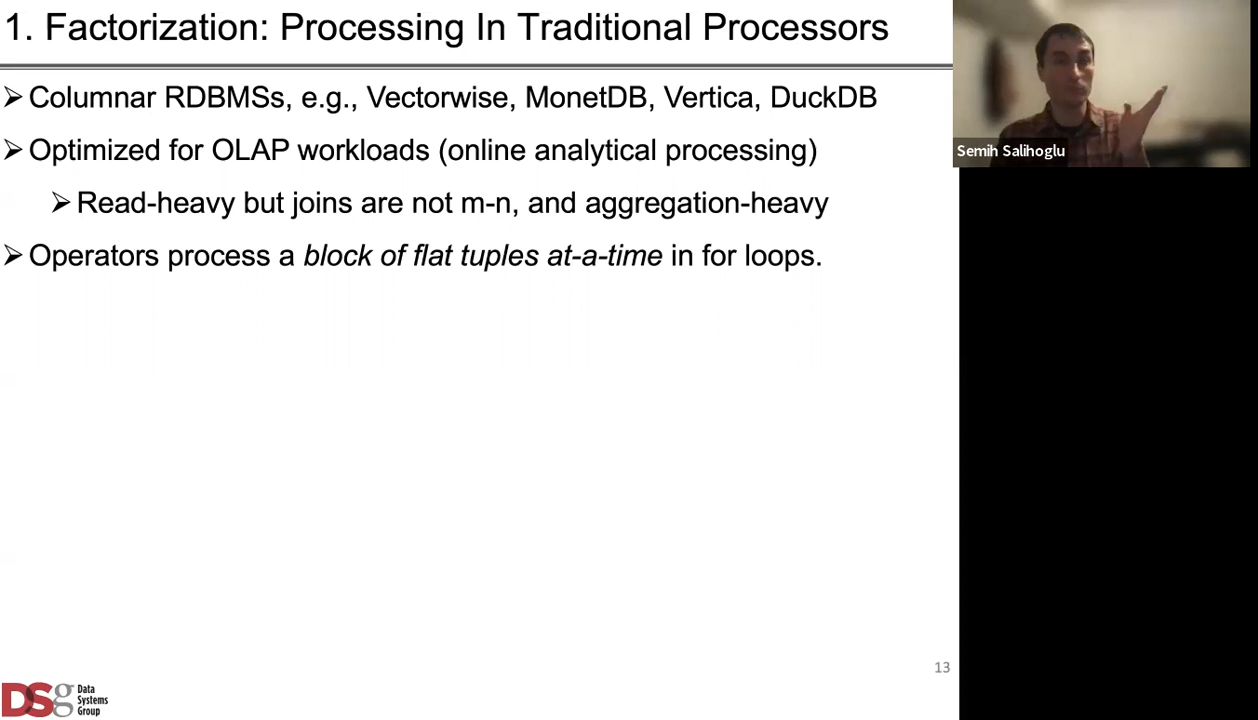 1. Factorization: Processing In Traditional Processors
➢ Columnar RDBMSs, e.g., Vectorwise, MonetDB, Vertica, DuckDB
➢ Optimized for OLAP workloads (online analytical processing)
➢ Read-heavy but joins are not m-n, and aggregation-heavy
➢ Operators process a block of flat tuples at-a-time in for loops.
Semih Salihoglu
13
DSg Data
Systems
Group